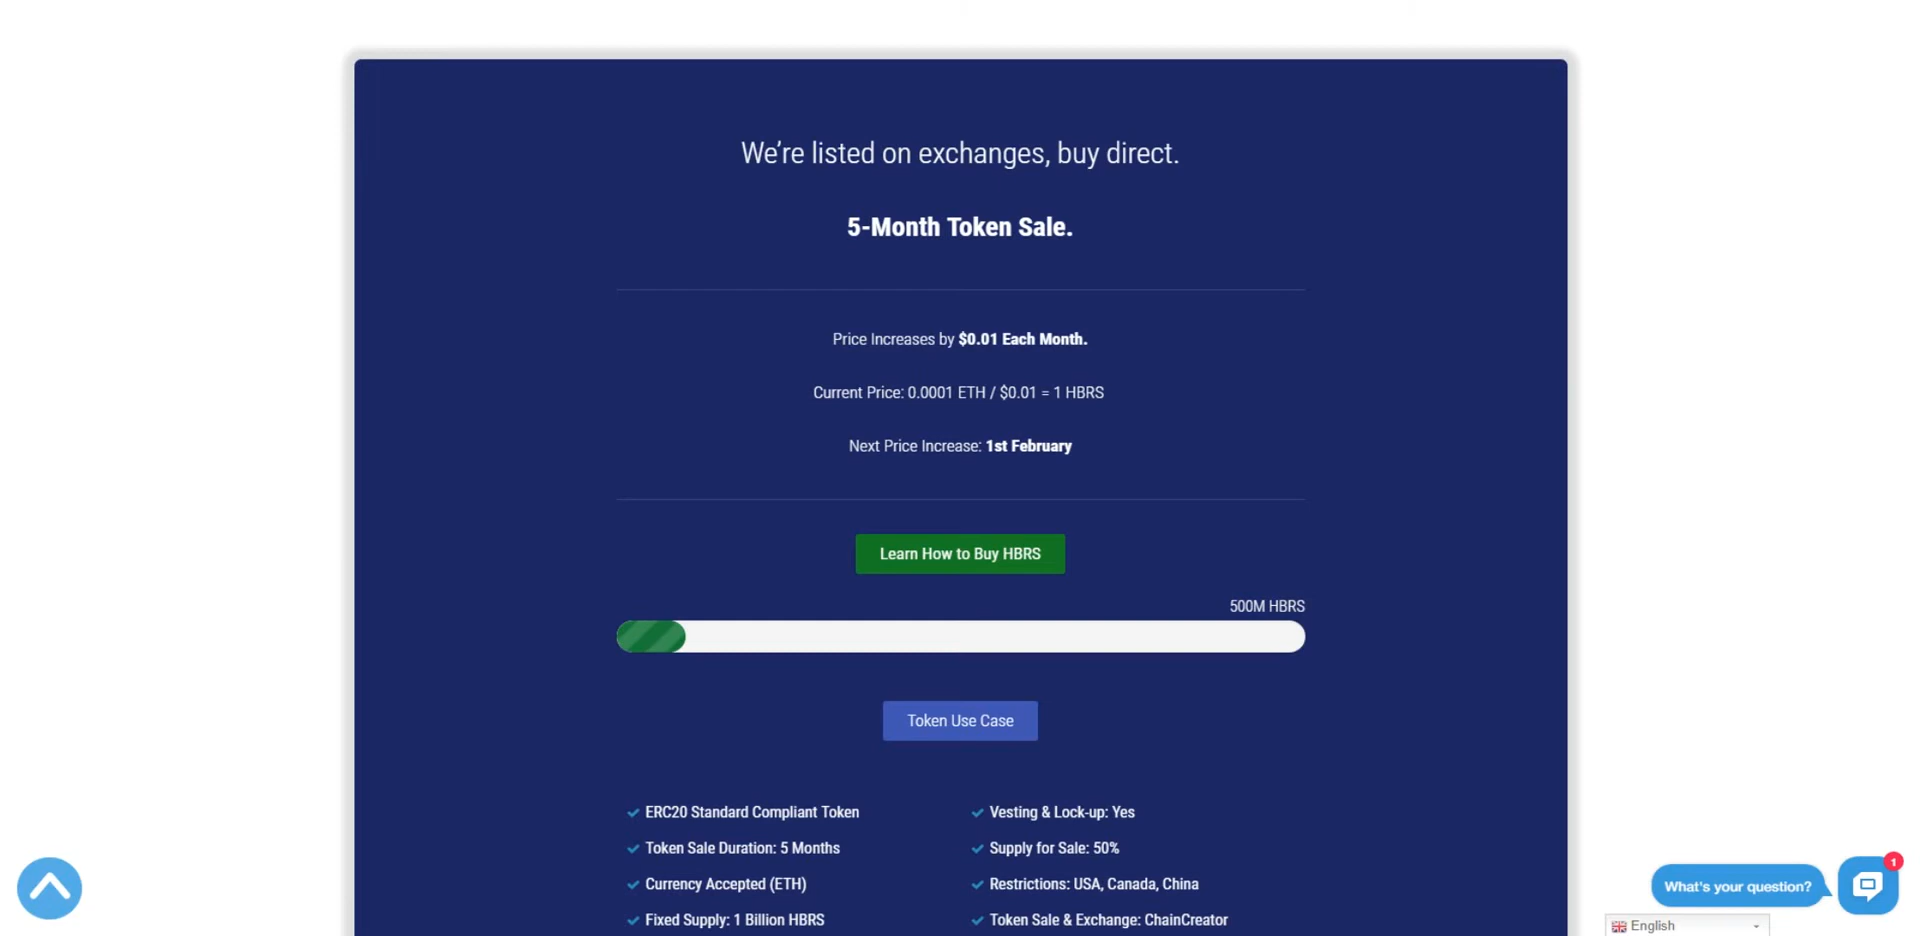 We’re listed on exchanges, buy direct.
5-Month Token Sale.
Price Increases by $0.01 Each Month.
Current Price: 0.0001 ETH / $0.01 = 1 HBRS
Next Price Increase: 1st February
Learn How to Buy HBRS
500M HBRS
Token Use Case
ERC20 Standard Compliant Token
Token Sale Duration: 5 Months
Currency Accepted (ETH)
Fixed Supply: 1 Billion HBRS
Vesting & Lock-up: Yes
Supply for Sale: 50%
Restrictions: USA, Canada, China
Token Sale & Exchange: ChainCreator
What's your question?
1
English